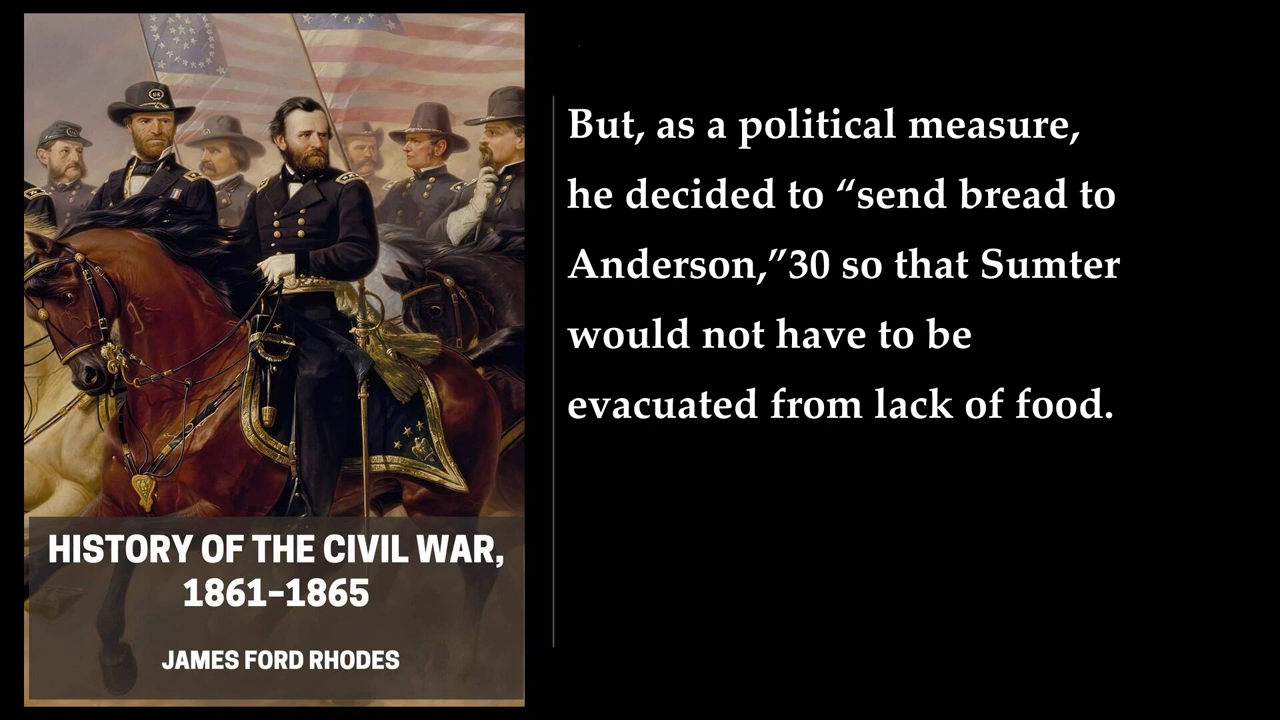 HISTORY OF THE CIVIL WAR,
1861–1865
JAMES FORD RHODES
But, as a political measure,
he decided to “send bread to
Anderson,”30 so that Sumter
would not have to be
evacuated from lack of food.